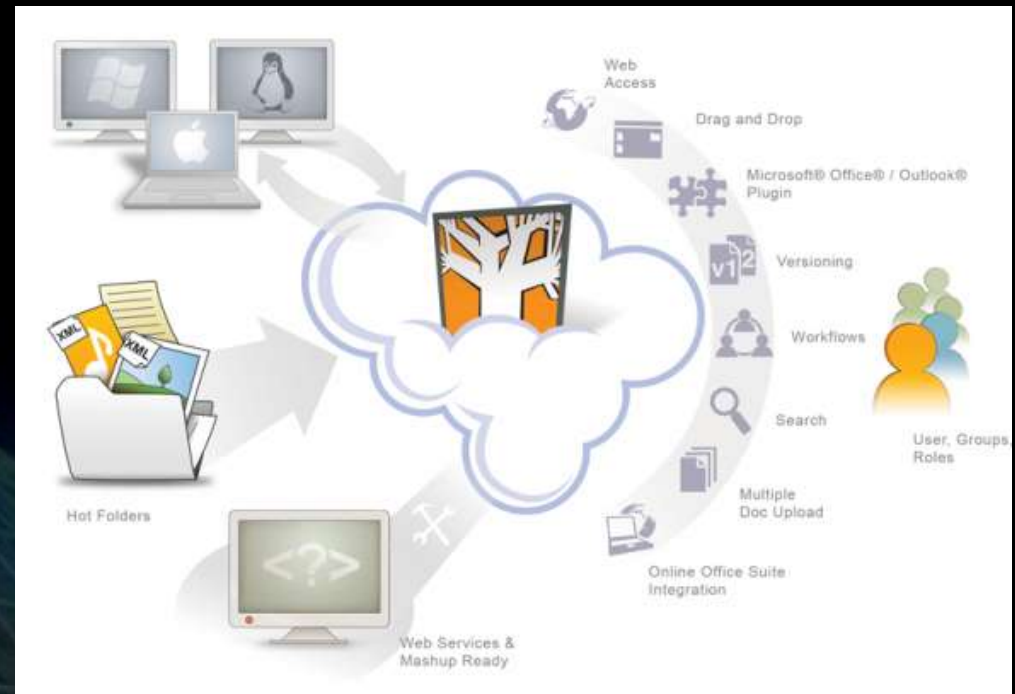 Web
Access
Drag and Drop
Microsoft® Office® / Outlook®
Plugin
v1 2
Versioning
Workflows
XML
XML
Search
User, Groups,
Roles
Hot Folders
Multiple
Doc Upload
<?>
Online Office Suite
Integration
Web Services &
Mashup Ready